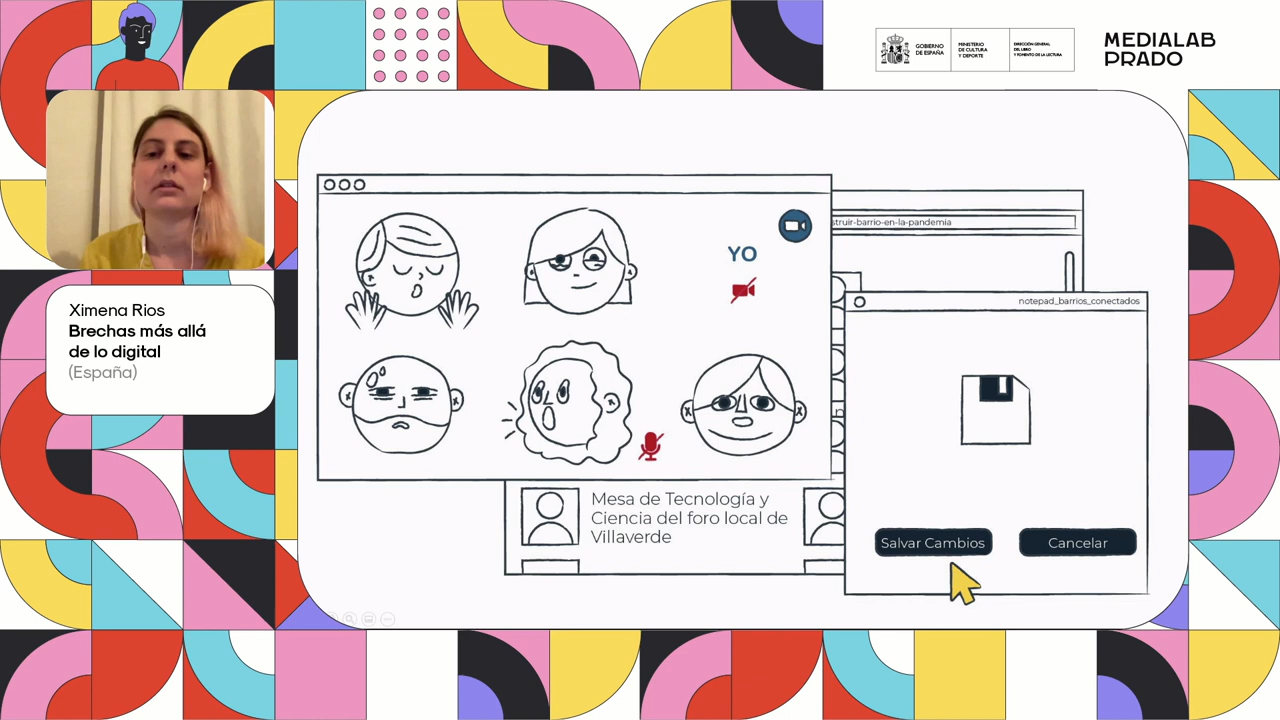 GOBIERNO
DE ESPAÑA
MINISTERIO
DE CULTURA
Y DEPORTE
DIRECCIÓN GENERAL
DEL LIBRO
Y FOMENTO DE LA LECTURA
MEDIALAB
PRADO
Ximena Rios
Brechas más allá
de lo digital
(España)
YO
struir-barrio-en-la-pandemia
notepad_barrios_conectados
Mesa de Tecnología y
Ciencia del foro local de
Villaverde
Salvar Cambios
Cancelar